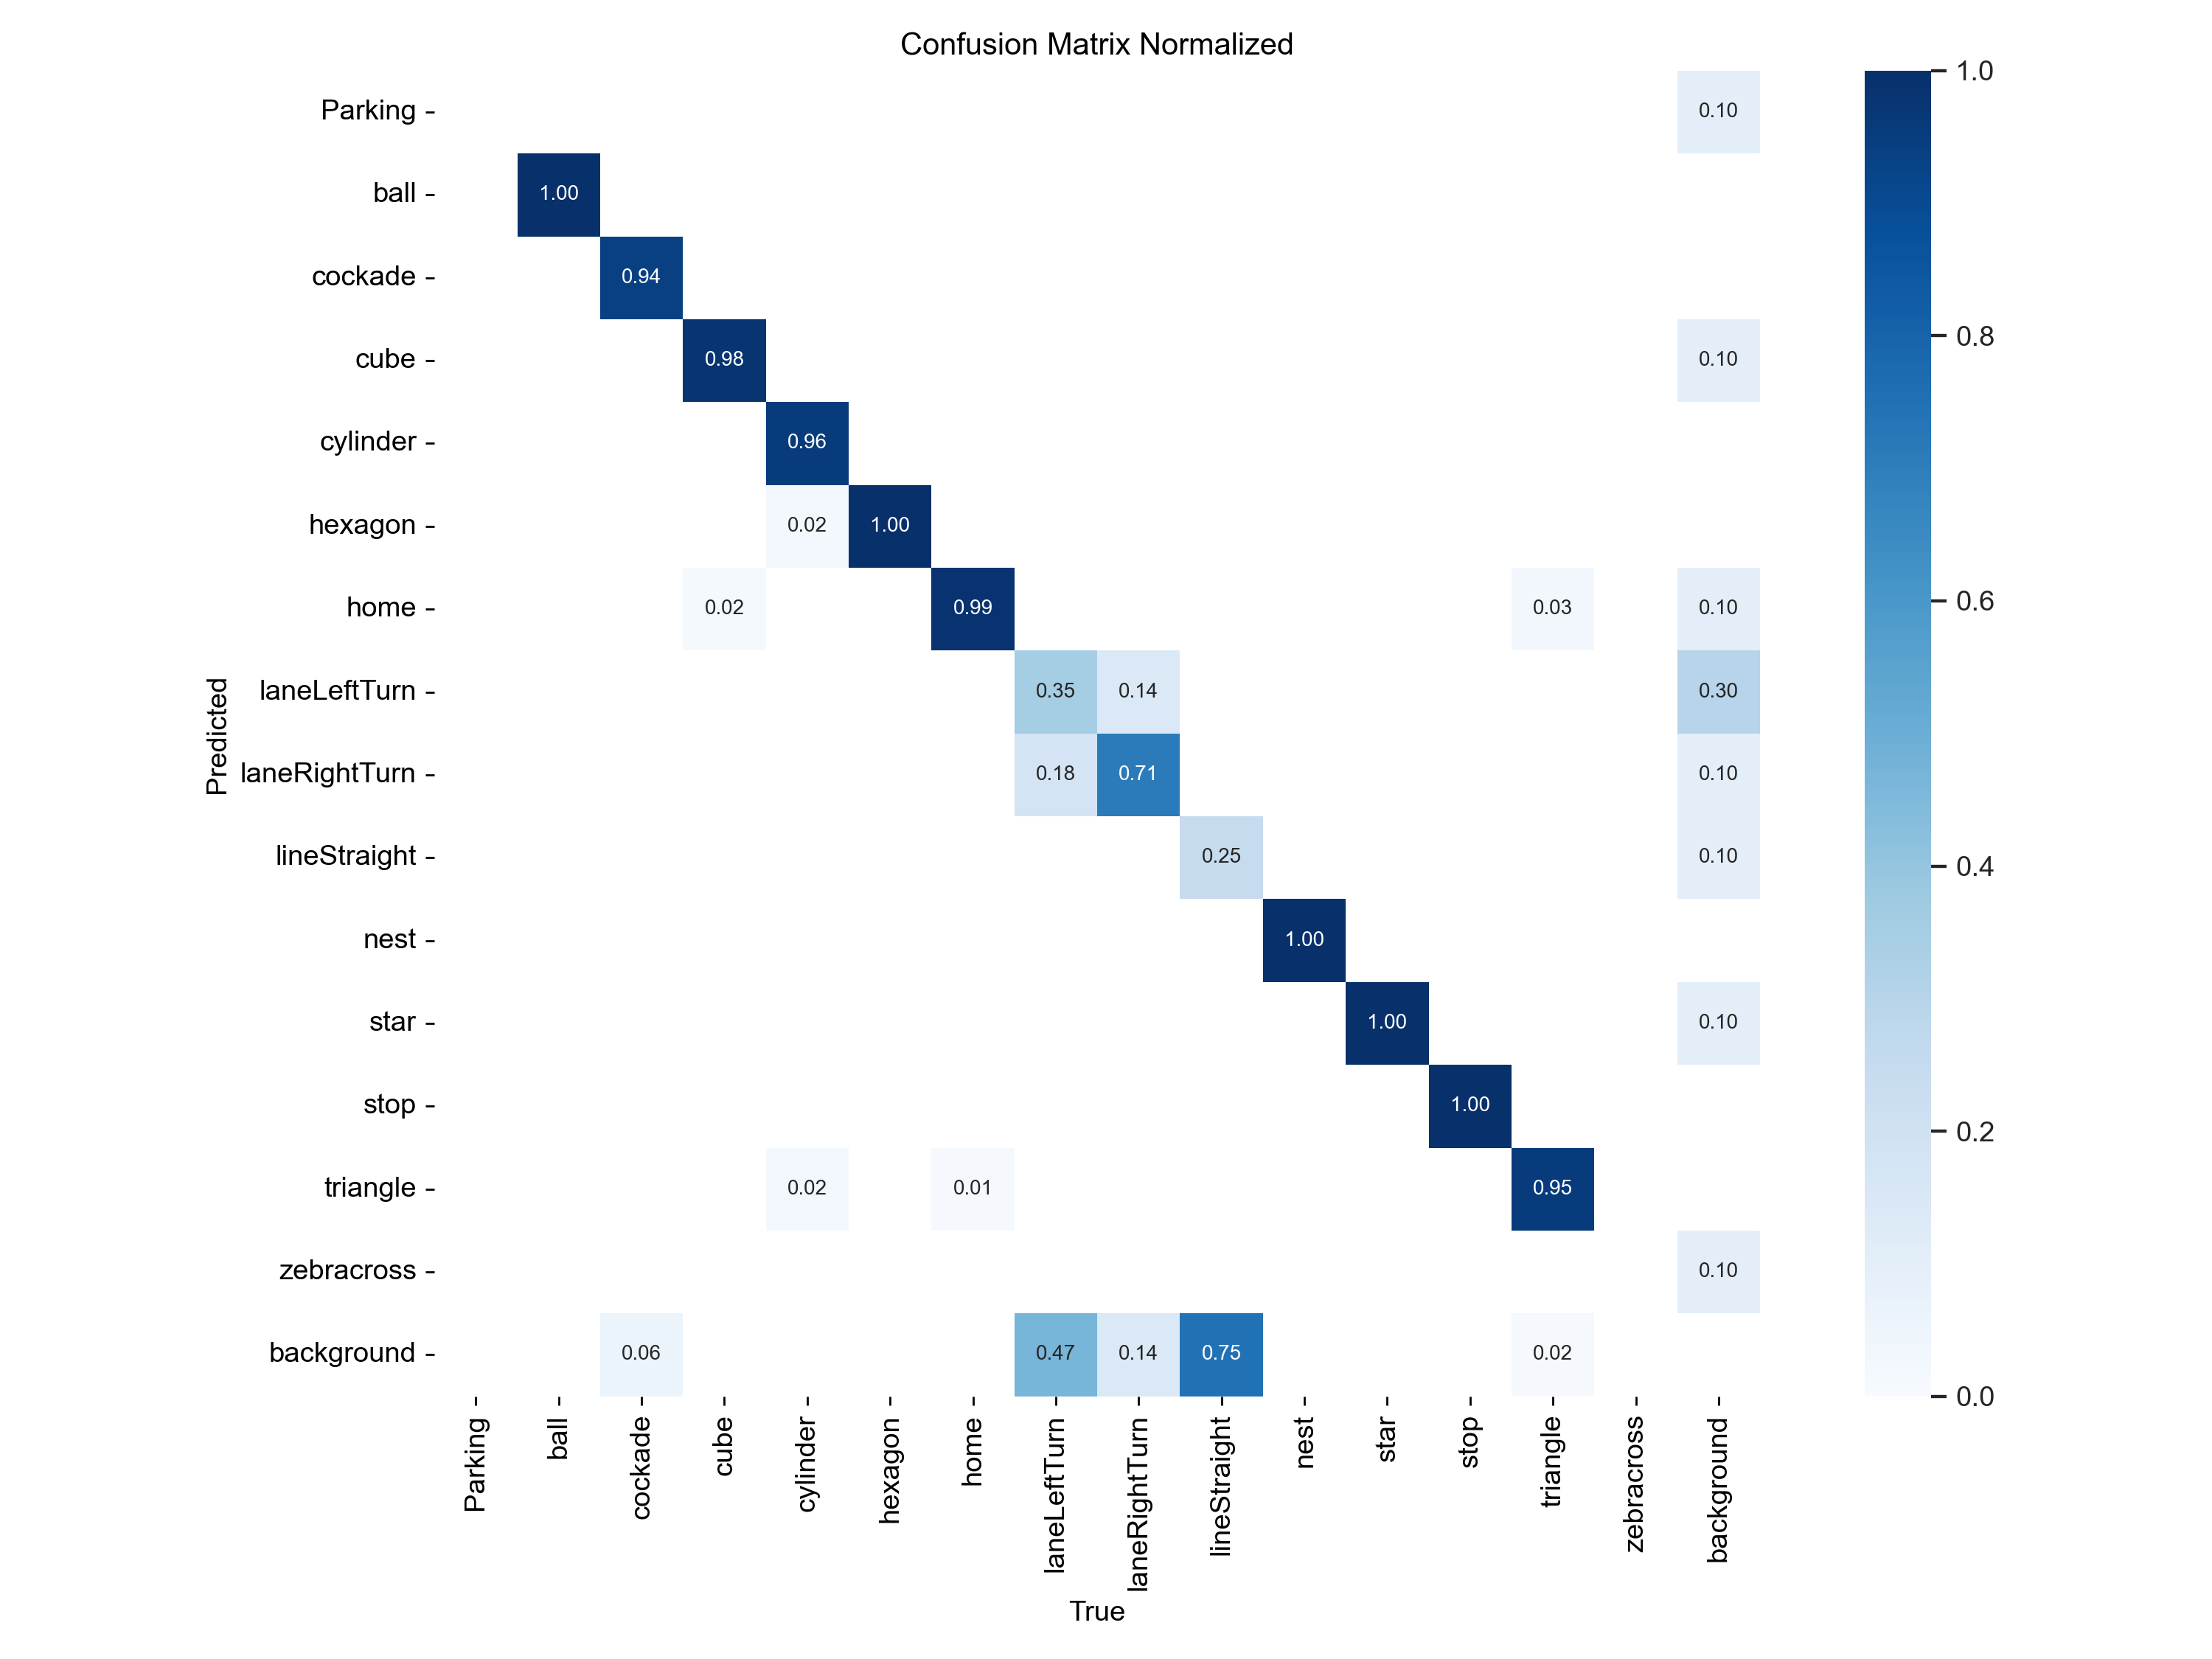 Confusion Matrix Normalized
Predicted
Parking 0.10
ball 1.00
cockade 0.94
cube 0.98 0.10
cylinder 0.96
hexagon 0.02 1.00
home 0.02 0.99 0.03 0.10
laneLeftTurn 0.35 0.14 0.30
laneRightTurn 0.18 0.71 0.10
lineStraight 0.25 0.10
nest 1.00
star 1.00 0.10
stop 1.00
triangle 0.02 0.01 0.95
zebracross 0.10
background 0.06 0.47 0.14 0.75 0.02
Parking
ball
cockade
cube
cylinder
hexagon
home
laneLeftTurn
laneRightTurn
lineStraight
nest
star
stop
triangle
zebracross
background
True
1.0
0.8
0.6
0.4
0.2
0.0